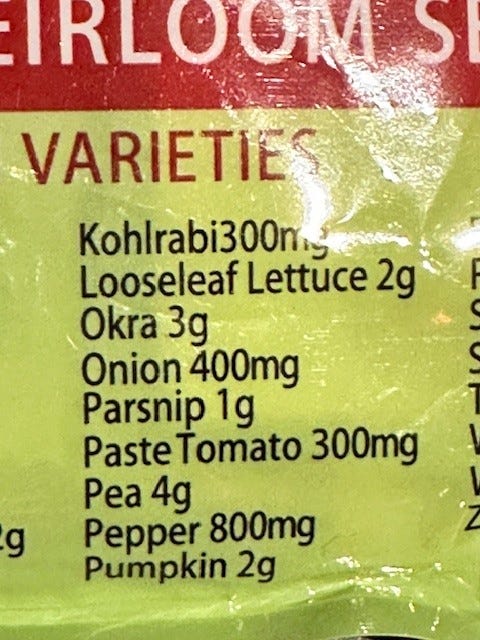 EIRLOOM SE
VARIETIES
Kohlrabi300mg
Looseleaf Lettuce 2g
Okra 3g
Onion 400mg
Parsnip 1g
Paste Tomato 300mg
Pea 4g
Pepper 800mg
Pumpkin 2g
2g